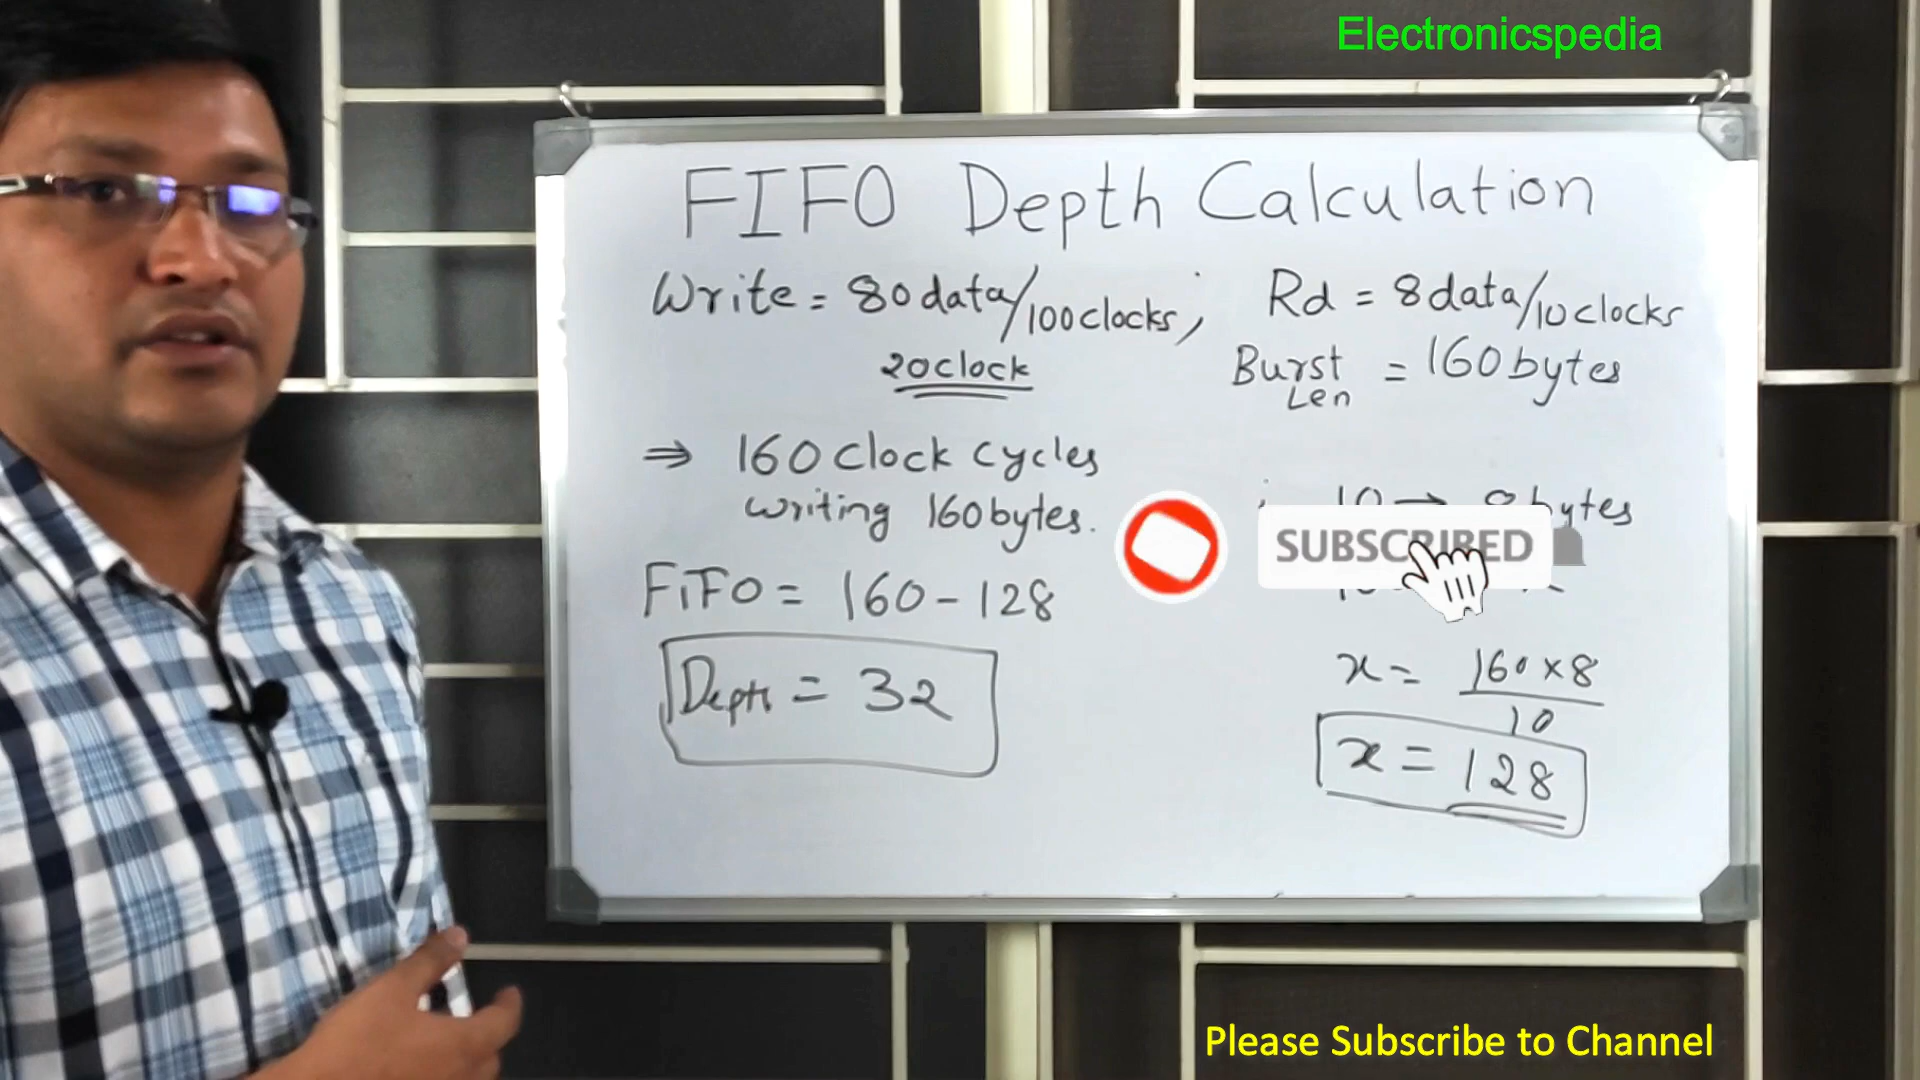 Electronicspedia
FIFO Depth Calculation
Write = 80 data/100 clocks, Rd = 8 data/10 clocks
20 clock
Burst Len = 160 bytes
⇒ 160 Clock cycles
writing 160 bytes.
10 → bytes
SUBSCRIBED
FIFO = 160 - 128
Depth = 32
x = 160 x 8
10
x = 128
Please Subscribe to Channel